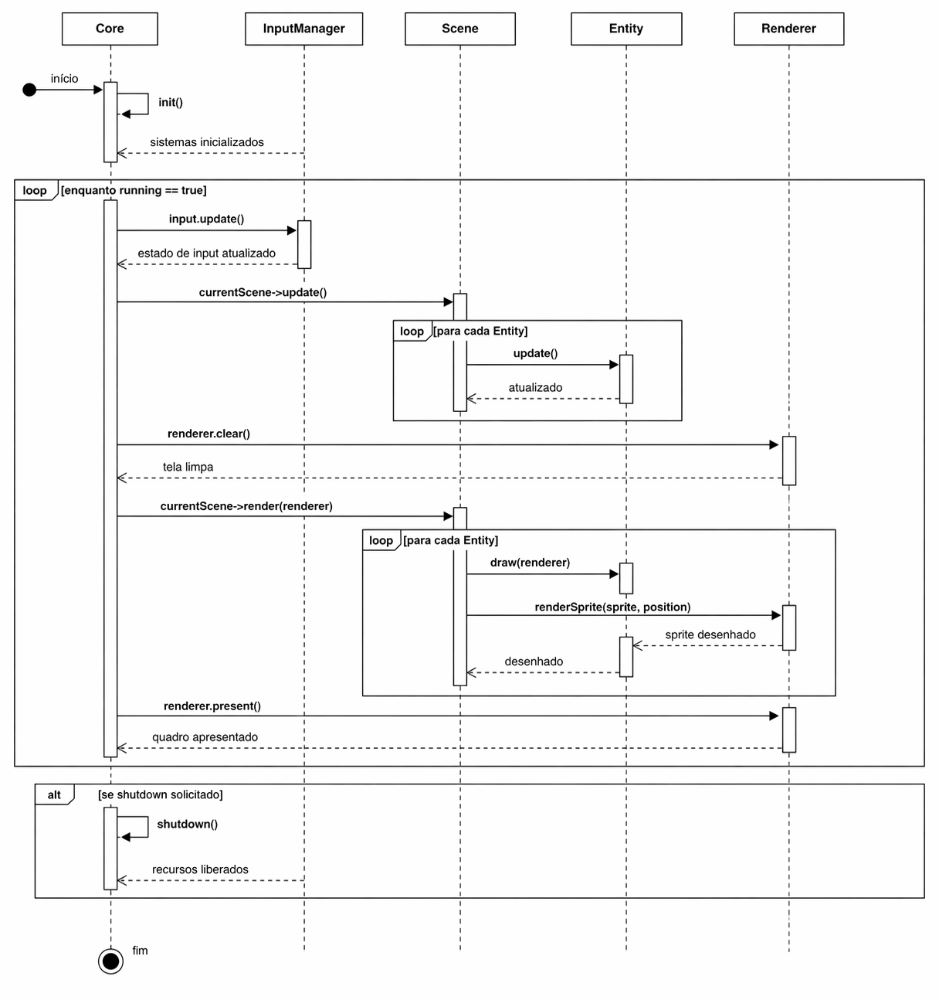 Core
InputManager
Scene
Entity
Renderer
início
init()
sistemas inicializados
loop
[enquanto running == true]
input.update()
estado de input atualizado
currentScene->update()
loop
[para cada Entity]
update()
atualizado
renderer.clear()
tela limpa
currentScene->render(renderer)
loop
[para cada Entity]
draw(renderer)
renderSprite(sprite, position)
sprite desenhado
desenhado
renderer.present()
quadro apresentado
alt
[se shutdown solicitado]
shutdown()
recursos liberados
fim